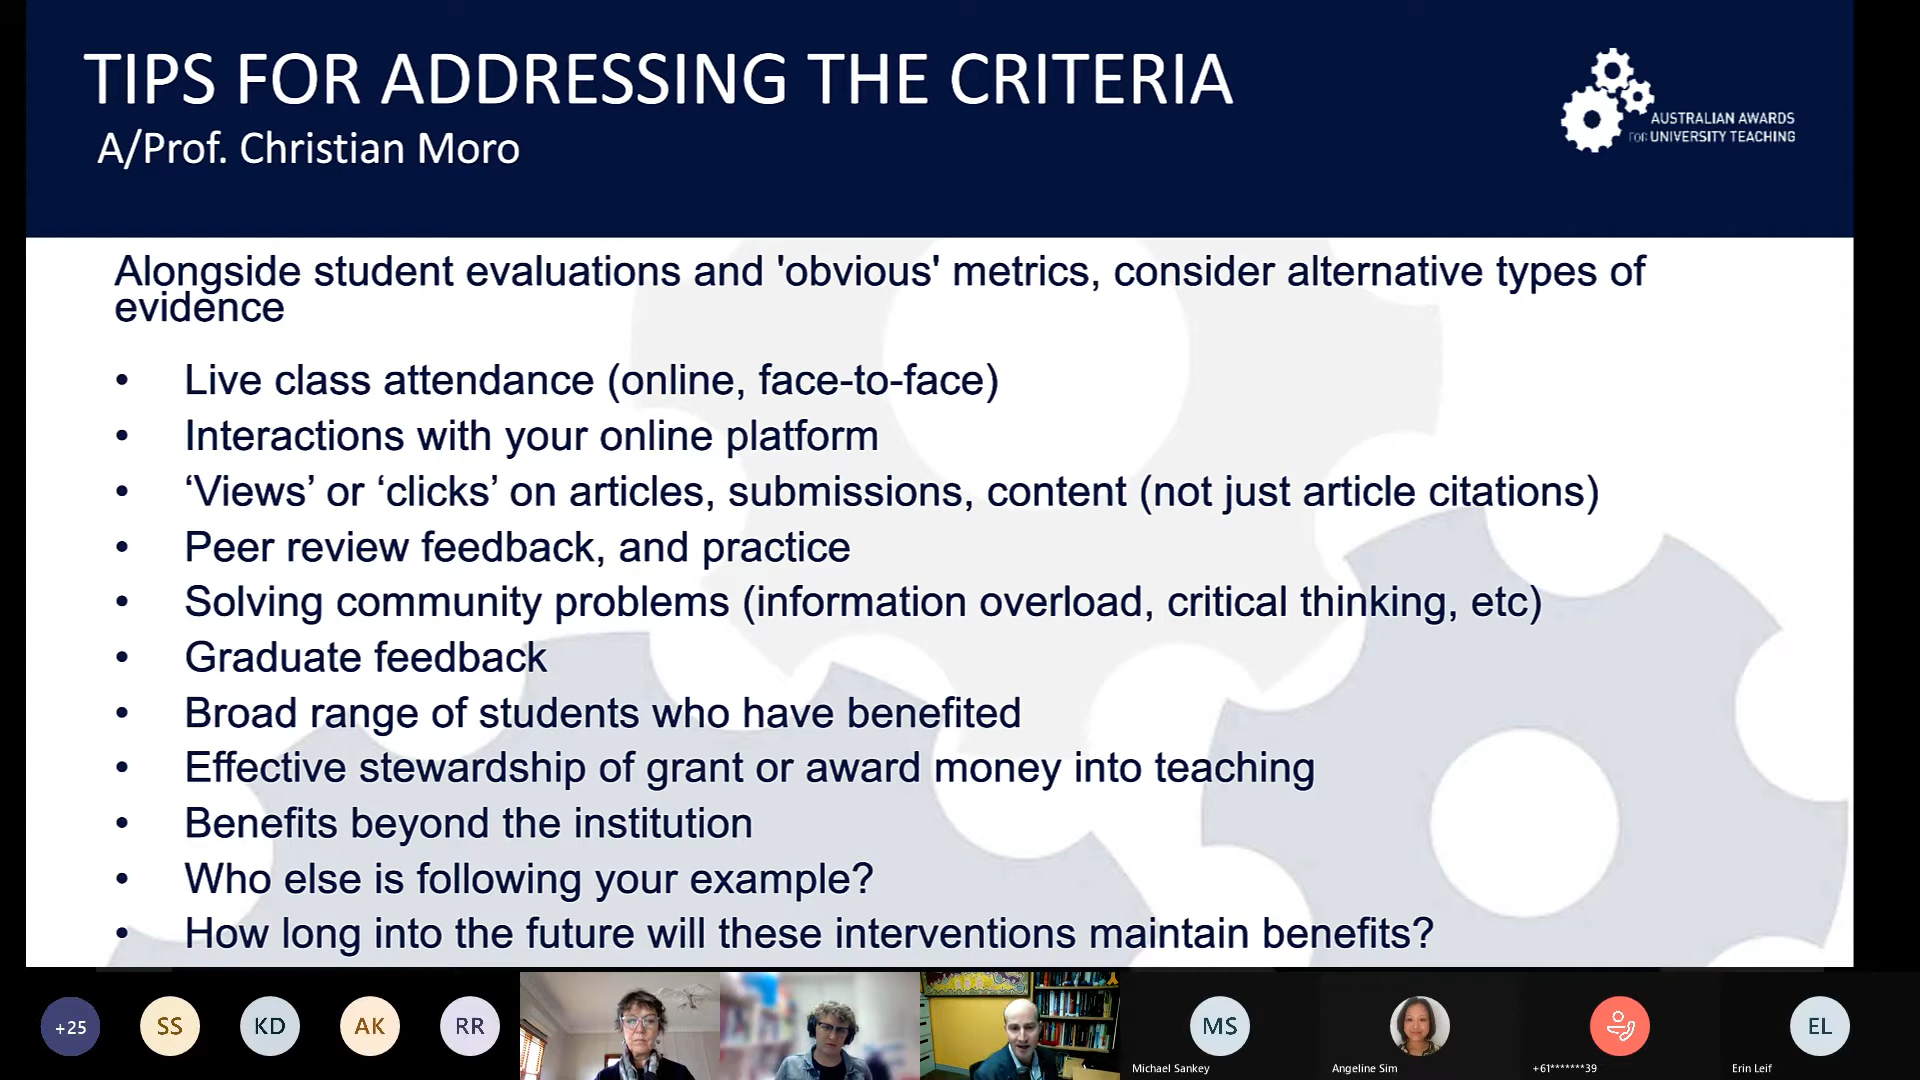 TIPS FOR ADDRESSING THE CRITERIA
A/Prof. Christian Moro
AUSTRALIAN AWARDS
FOR UNIVERSITY TEACHING
Alongside student evaluations and 'obvious' metrics, consider alternative types of
evidence
• Live class attendance (online, face-to-face)
• Interactions with your online platform
• ‘Views’ or ‘clicks’ on articles, submissions, content (not just article citations)
• Peer review feedback, and practice
• Solving community problems (information overload, critical thinking, etc)
• Graduate feedback
• Broad range of students who have benefited
• Effective stewardship of grant or award money into teaching
• Benefits beyond the institution
• Who else is following your example?
• How long into the future will these interventions maintain benefits?
+25
SS
KD
AK
RR
MS
Michael Sankey
Angeline Sim
+61*******39
EL
Erin Leif